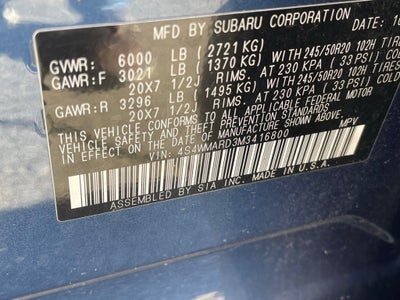 MFD BY SUBARU CORPORATION DATE
GVWR: 6000 LB (2721 KG)
GAWR:F 3021 LB (1370 KG) WITH 245/50R20 102H TIRES
20X7 1/2J RIMS. AT 230 KPA (33 PSI) COLD
GAWR:R 3296 LB (1495 KG) WITH 245/50R20 102H TIRES
20X7 1/2J RIMS. AT 230 KPA (33 PSI) COLD
THIS VEHICLE CONFORMS TO ALL APPLICABLE FEDERAL MOTOR
VEHICLE SAFETY STANDARDS IN EFFECT ON THE
DATE OF MANUFACTURE SHOWN ABOVE.
VIN: 4S4WMARD3M3416800 MPV
ASSEMBLED BY SIA INC. MADE IN U.S.A.